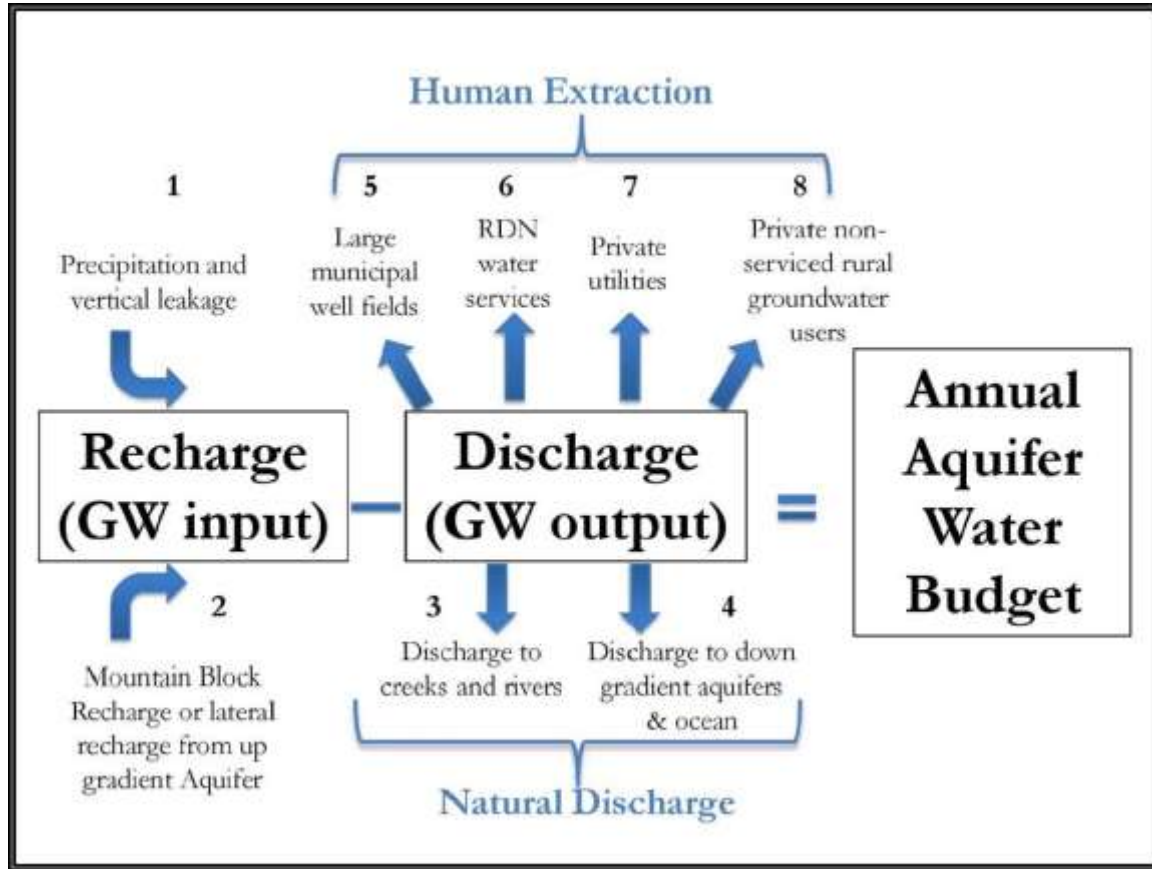 Human Extraction
1
Precipitation and
vertical leakage
5
Large
municipal
well fields
6
RDN
water
services
7
Private
utilities
8
Private non-
serviced rural
groundwater
users
Recharge
(GW input)
–
Discharge
(GW output)
=
Annual
Aquifer
Water
Budget
2
Mountain Block
Recharge or lateral
recharge from up
gradient Aquifer
3
Discharge to
creeks and rivers
4
Discharge to down
gradient aquifers
& ocean
Natural Discharge